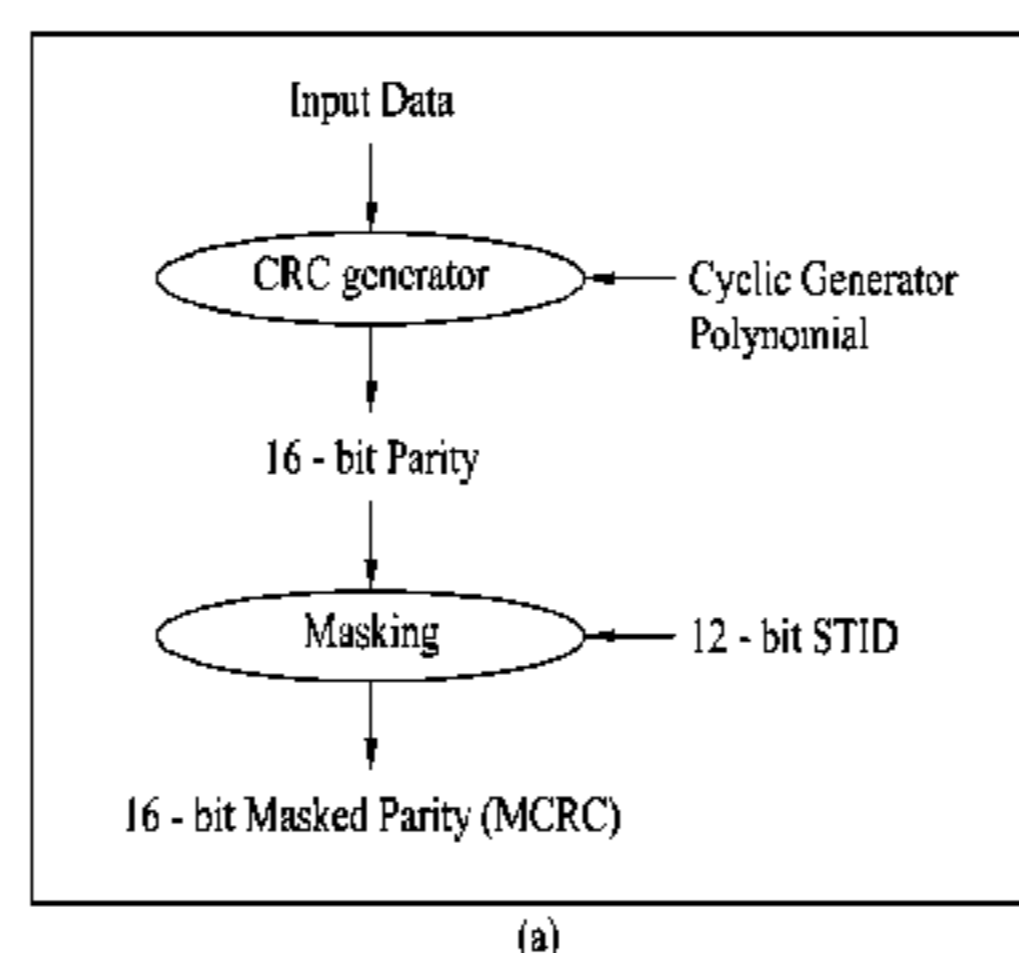 Input Data
CRC generator
Cyclic Generator
Polynomial
16 - bit Parity
Masking
12 - bit STID
16 - bit Masked Parity (MCRC)
(a)